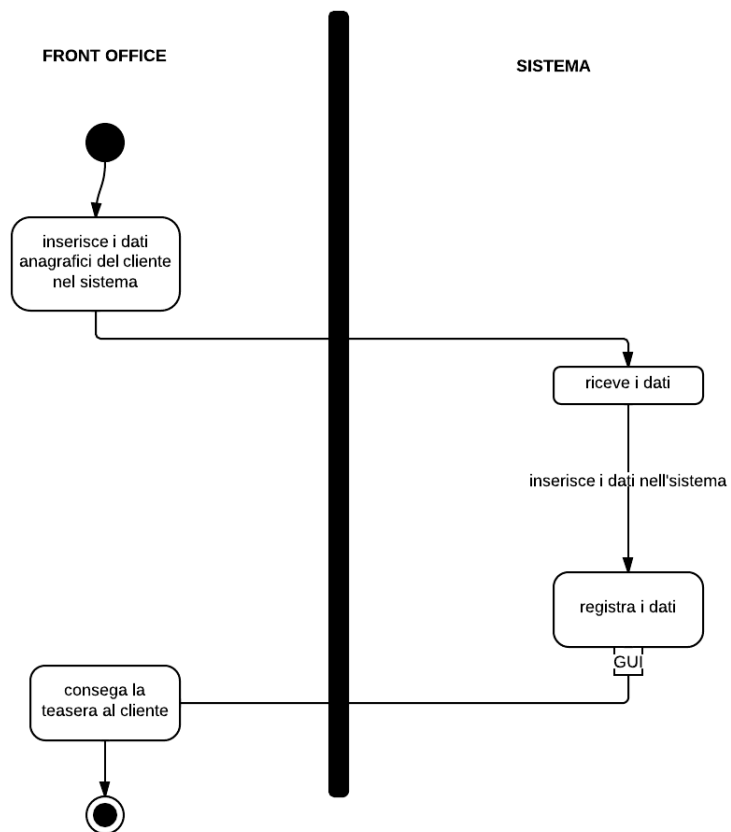 FRONT OFFICE
SISTEMA
inserisce i dati
anagrafici del cliente
nel sistema
riceve i dati
inserisce i dati nell'sistema
registra i dati
GUI
consega la
teasera al cliente